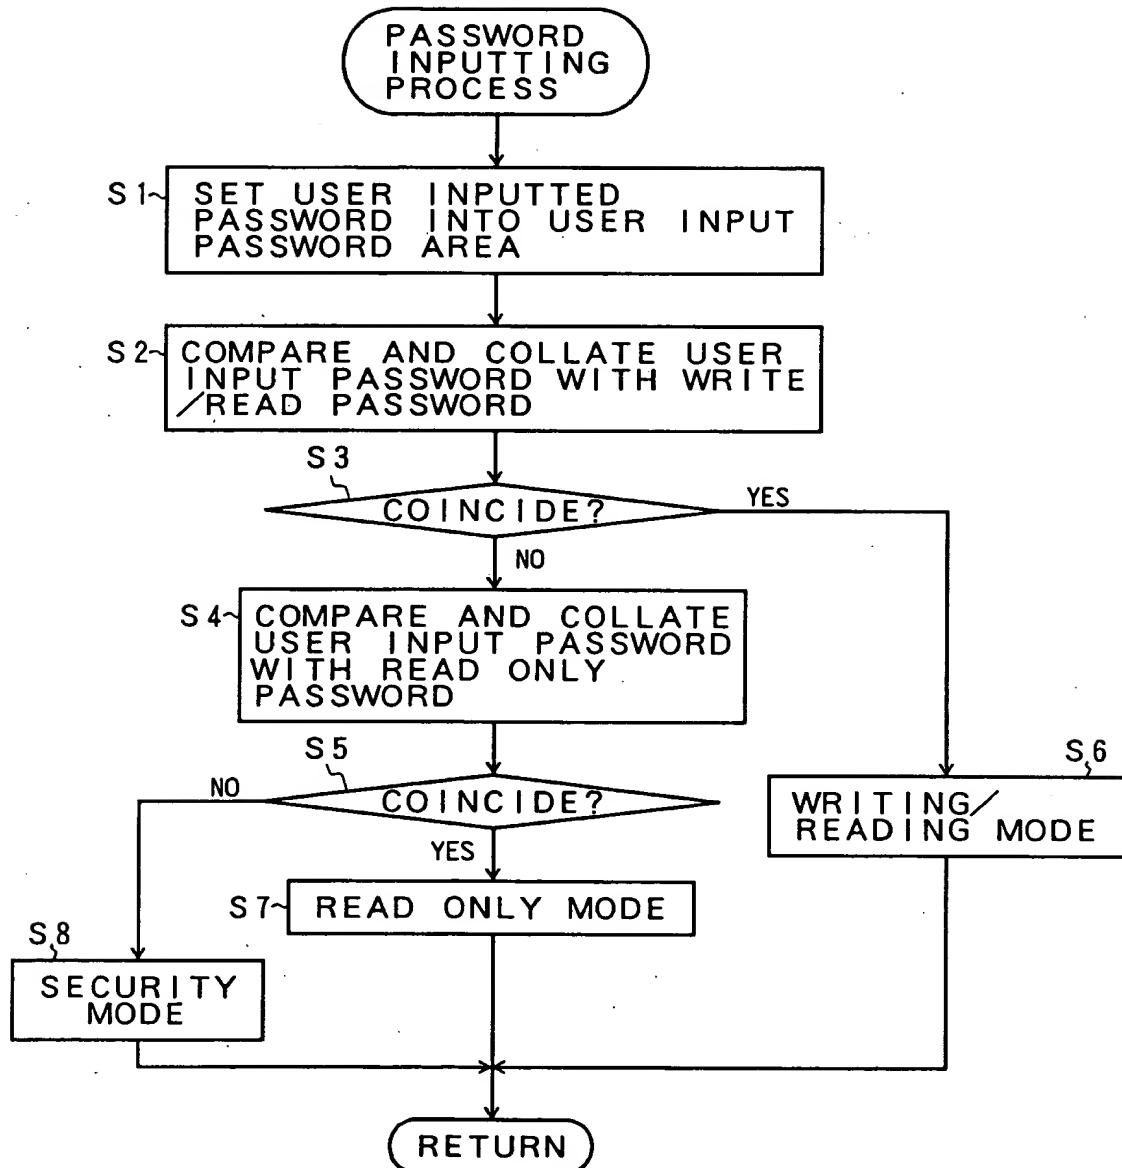 PASSWORD
INPUTTING
PROCESS
S1
SET USER INPUTTED
PASSWORD INTO USER INPUT
PASSWORD AREA
S2
COMPARE AND COLLATE USER
INPUT PASSWORD WITH WRITE
/READ PASSWORD
S3
COINCIDE?
YES
NO
S4
COMPARE AND COLLATE
USER INPUT PASSWORD
WITH READ ONLY
PASSWORD
S5
NO
COINCIDE?
YES
S6
WRITING/
READING MODE
S7
READ ONLY MODE
S8
SECURITY
MODE
RETURN